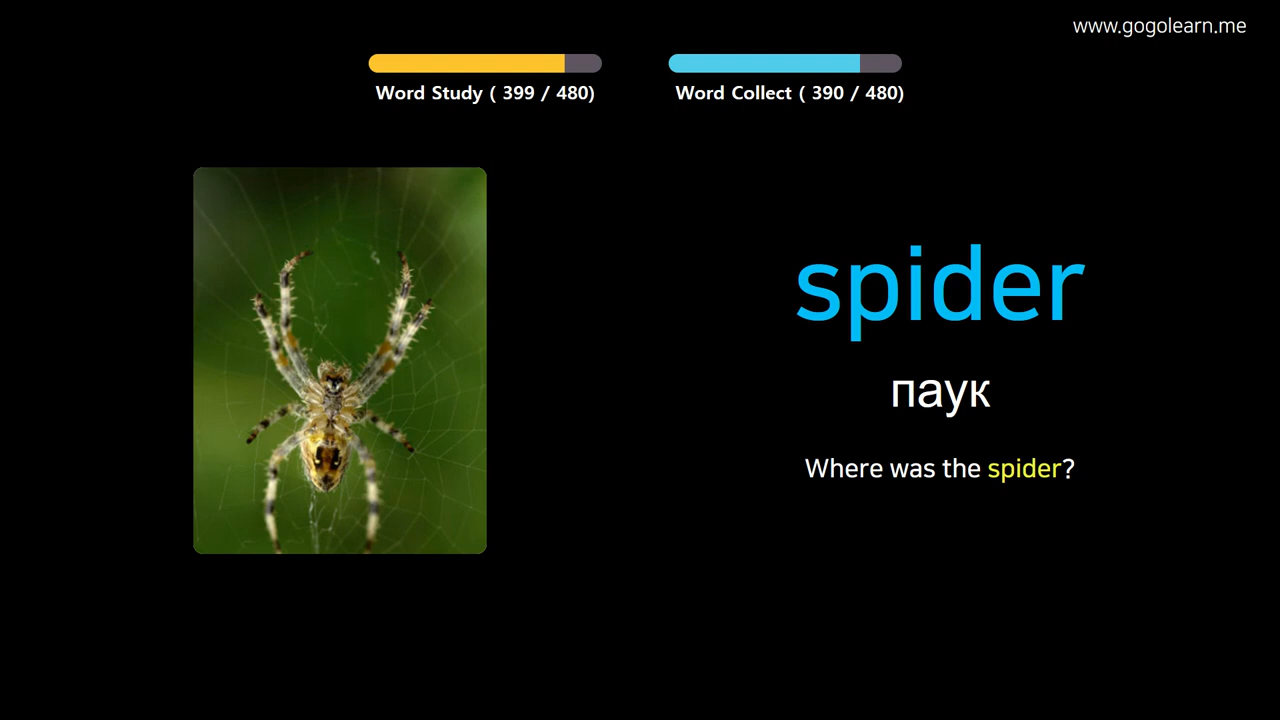 www.gogolearn.me
Word Study ( 399 / 480)
Word Collect ( 390 / 480)
spider
паук
Where was the spider?